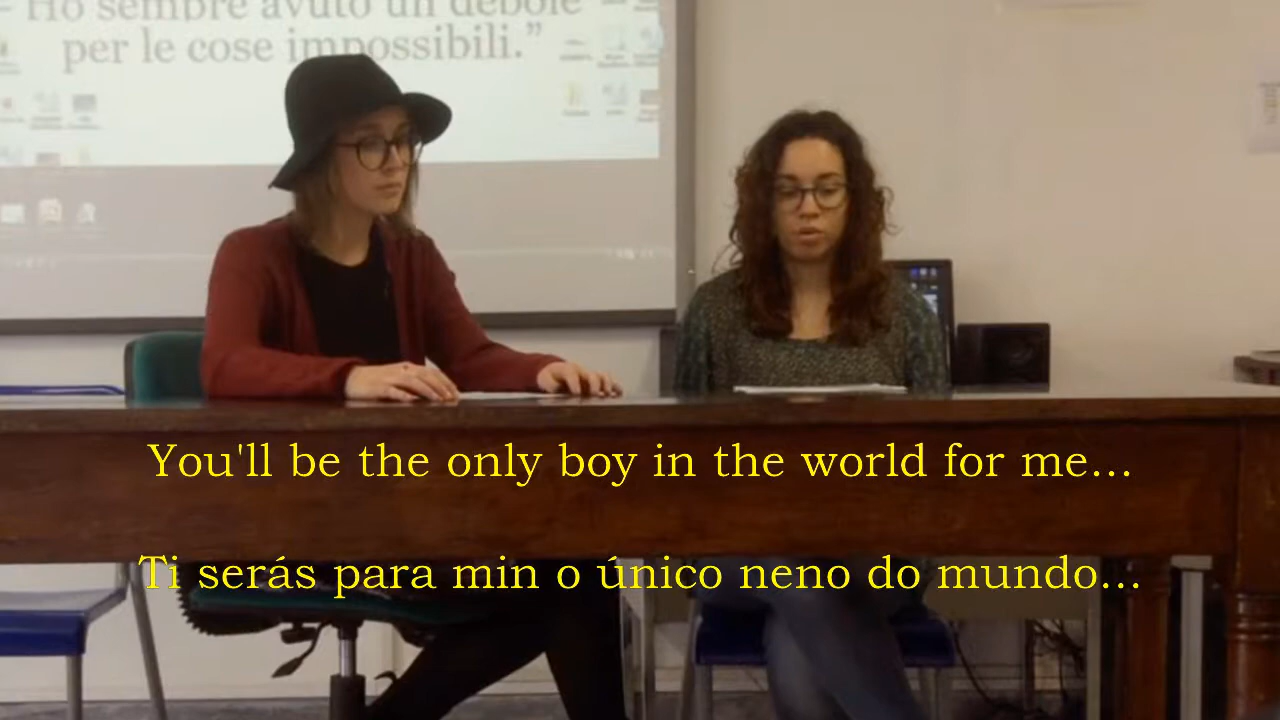 Ho sembre avuto un debole
per le cose impossibili.”
You'll be the only boy in the world for me...
Ti serás para min o único neno do mundo...